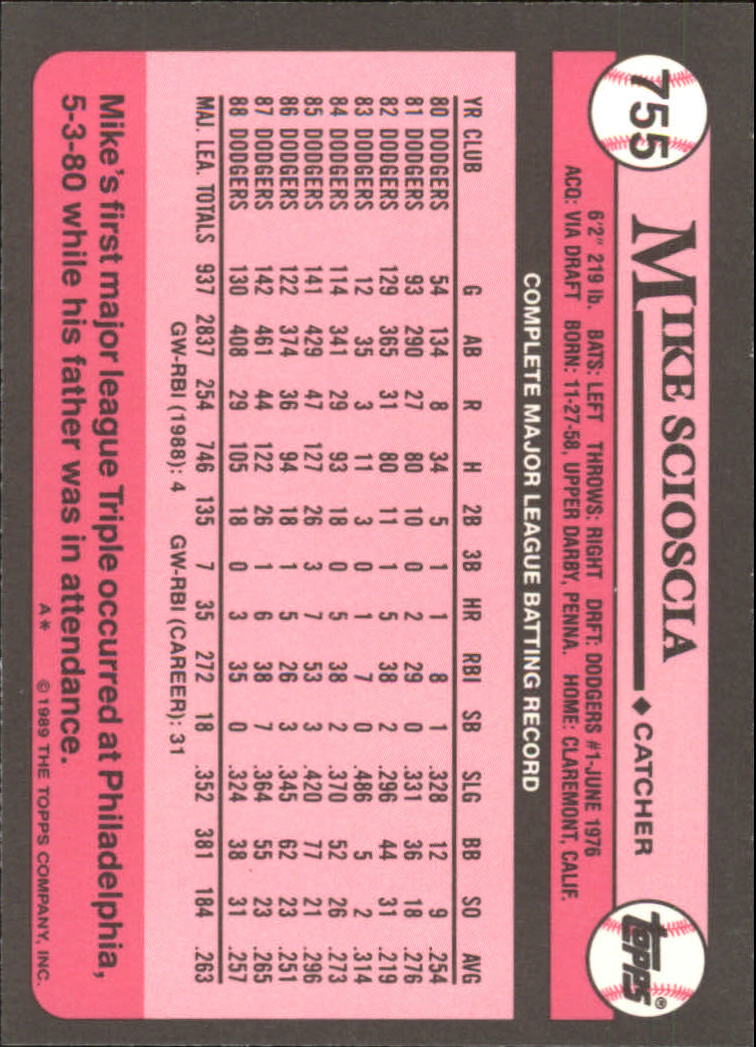 755
MIKE SCIOSCIA ◆ CATCHER
topps®
6'2" 219 lb. BATS: LEFT THROWS: RIGHT DRFT: DODGERS #1-JUNE 1976
ACQ: VIA DRAFT BORN: 11-27-58, UPPER DARBY, PENNA. HOME: CLAREMONT, CALIF.
COMPLETE MAJOR LEAGUE BATTING RECORD
YR CLUB G AB R H 2B 3B HR RBI SB SLG BB SO AVG
80 DODGERS 54 134 8 34 5 1 1 8 1 .328 12 9 .254
81 DODGERS 93 290 27 80 10 0 2 29 0 .331 36 18 .276
82 DODGERS 129 365 31 80 11 1 5 38 2 .296 44 31 .219
83 DODGERS 12 35 3 11 3 0 1 7 0 .486 5 2 .314
84 DODGERS 114 341 29 93 18 0 5 38 2 .370 52 26 .273
85 DODGERS 141 429 47 127 26 3 7 53 3 .420 77 21 .296
86 DODGERS 122 374 36 94 18 1 5 26 3 .345 62 23 .251
87 DODGERS 142 461 44 122 26 1 6 38 7 .364 55 23 .265
88 DODGERS 130 408 29 105 18 0 3 35 0 .324 38 31 .257
MAJ. LEA. TOTALS 937 2837 254 746 135 7 35 272 18 .352 381 184 .263
GW-RBI (1988): 4 GW-RBI (CAREER): 31
Mike's first major league Triple occurred at Philadelphia,
5-3-80 while his father was in attendance.
A* © 1989 THE TOPPS COMPANY, INC.